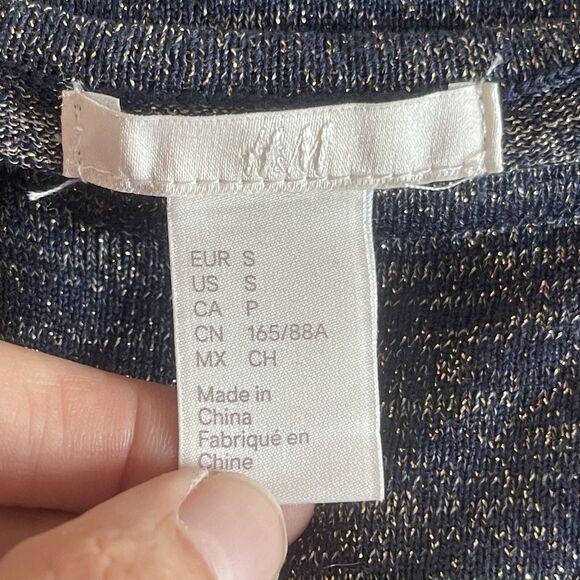 H&M
EUR S
US S
CA P
CN 165/88A
MX CH
Made in
China
Fabriqué en
Chine